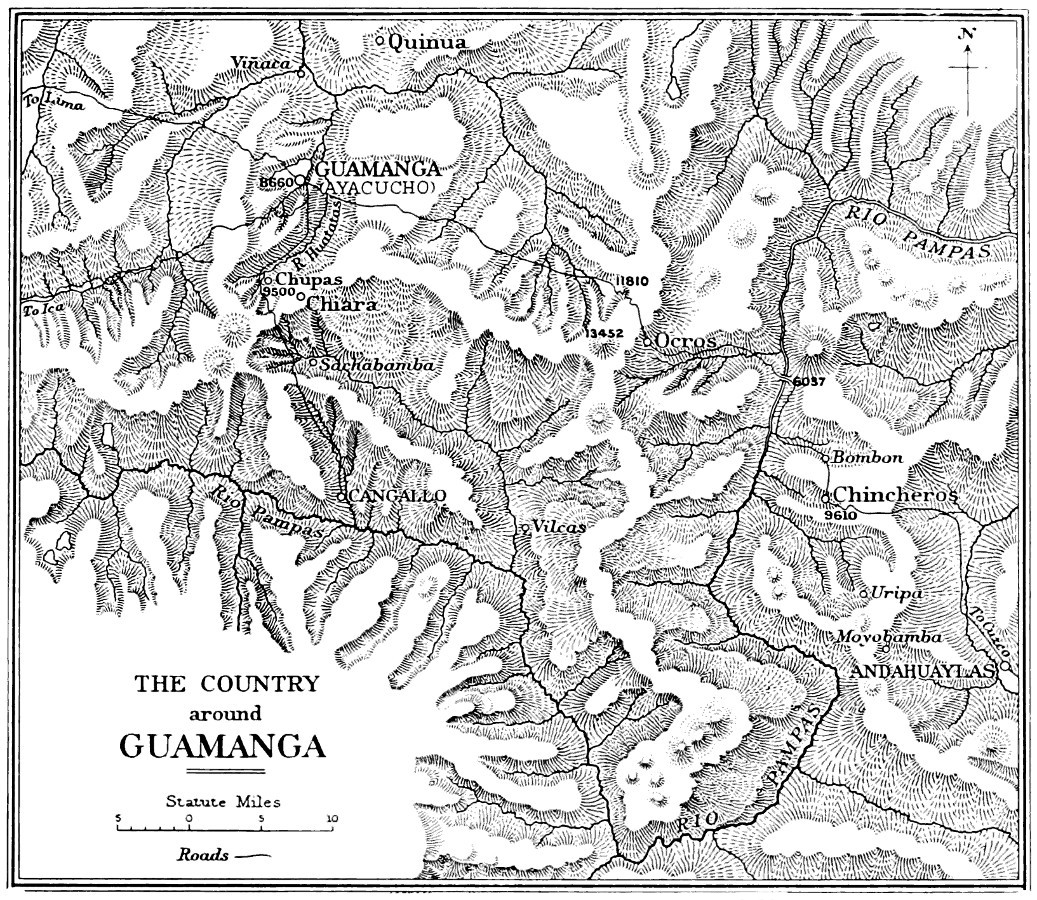 N
Quinua
Viñaca
To Lima
GUAMANGA
8660
(AYACUCHO)
RIO PAMPAS
R. Huatata
Chupas
9500
Chiara
11810
To Ica
13452
Ocros
Sachabamba
6037
Bombon
CANGALLO
Chincheros
9610
Rio Pampas
Vilcas
Uripa
To Cuzco
Moyobamba
ANDAHUAYLAS
RIO PAMPAS
THE COUNTRY
around
GUAMANGA
Statute Miles
5 0 5 10
Roads